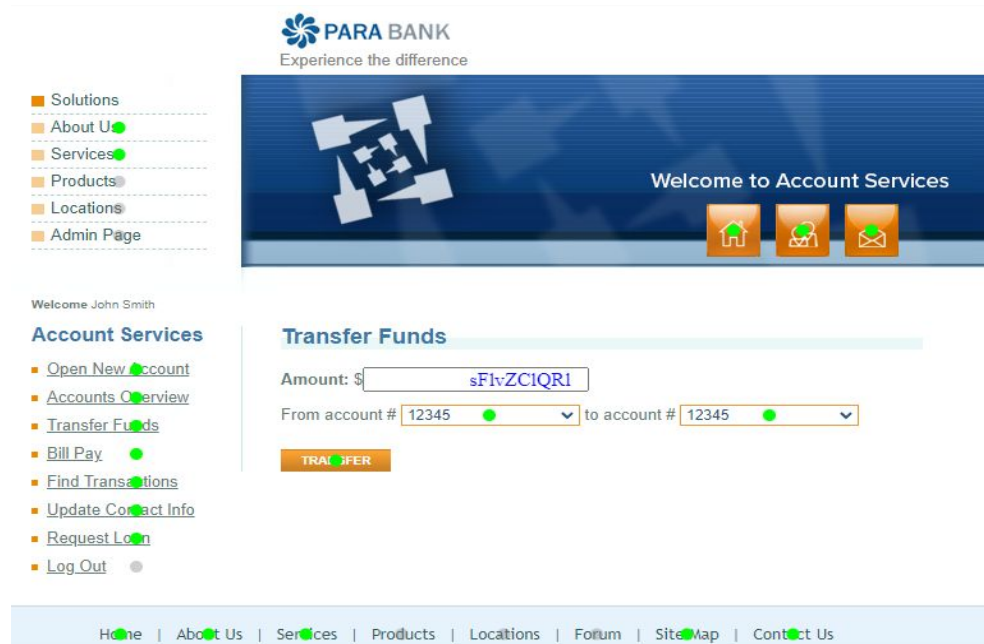 PARA BANK
Experience the difference
Solutions
About Us
Services
Products
Locations
Admin Page
Welcome to Account Services
Welcome John Smith
Account Services
Open New Account
Accounts Overview
Transfer Funds
Bill Pay
Find Transactions
Update Contact Info
Request Loan
Log Out
Transfer Funds
Amount: $ sFlvZClQRl
From account # 12345 to account # 12345
TRANSFER
Home | About Us | Services | Products | Locations | Forum | Site Map | Contact Us